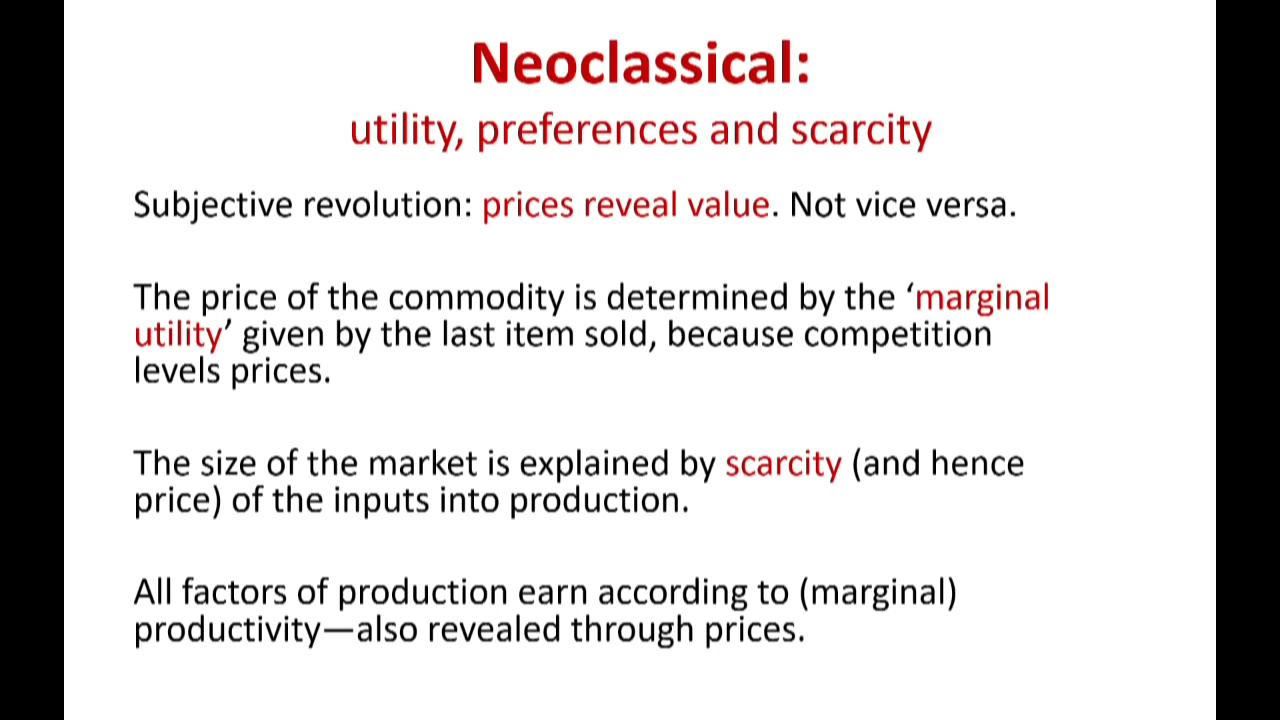 Neoclassical:
utility, preferences and scarcity
Subjective revolution: prices reveal value. Not vice versa.
The price of the commodity is determined by the ‘marginal
utility’ given by the last item sold, because competition
levels prices.
The size of the market is explained by scarcity (and hence
price) of the inputs into production.
All factors of production earn according to (marginal)
productivity—also revealed through prices.